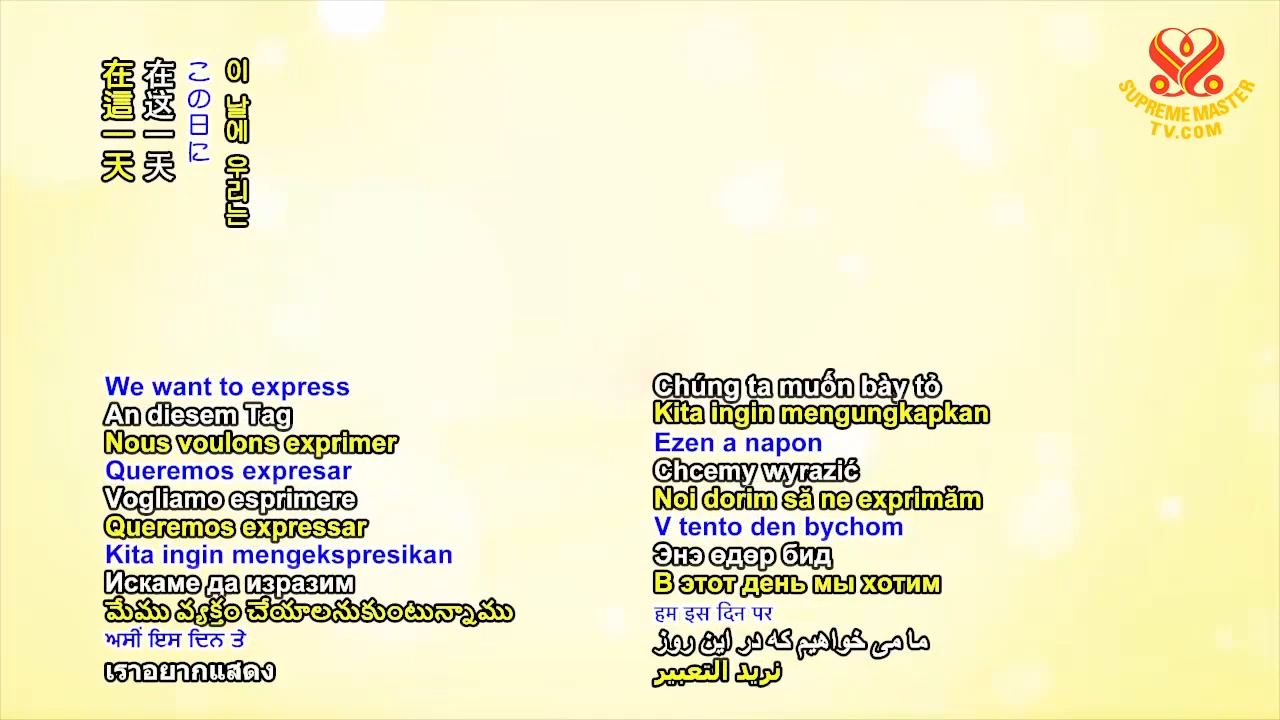 在這一天
在这一天
この日に
이 날에 우리는
SUPREME MASTER
TV.COM
We want to express
An diesem Tag
Nous voulons exprimer
Queremos expresar
Vogliamo esprimere
Queremos expressar
Kita ingin mengekspresikan
Искаме да изразим
మేము వ్యక్తం చేయాలనుకుంటున్నాము
ਅਸੀਂ ਇਸ ਦਿਨ ਤੇ
เราอยากแสดง
Chúng ta muốn bày tỏ
Kita ingin mengungkapkan
Ezen a napon
Chcemy wyrazić
Noi dorim să ne exprimăm
V tento den bychom
Энэ өдөр бид
В этот день мы хотим
हम इस दिन पर
ما می خواهیم که در این روز
نريد التعبير